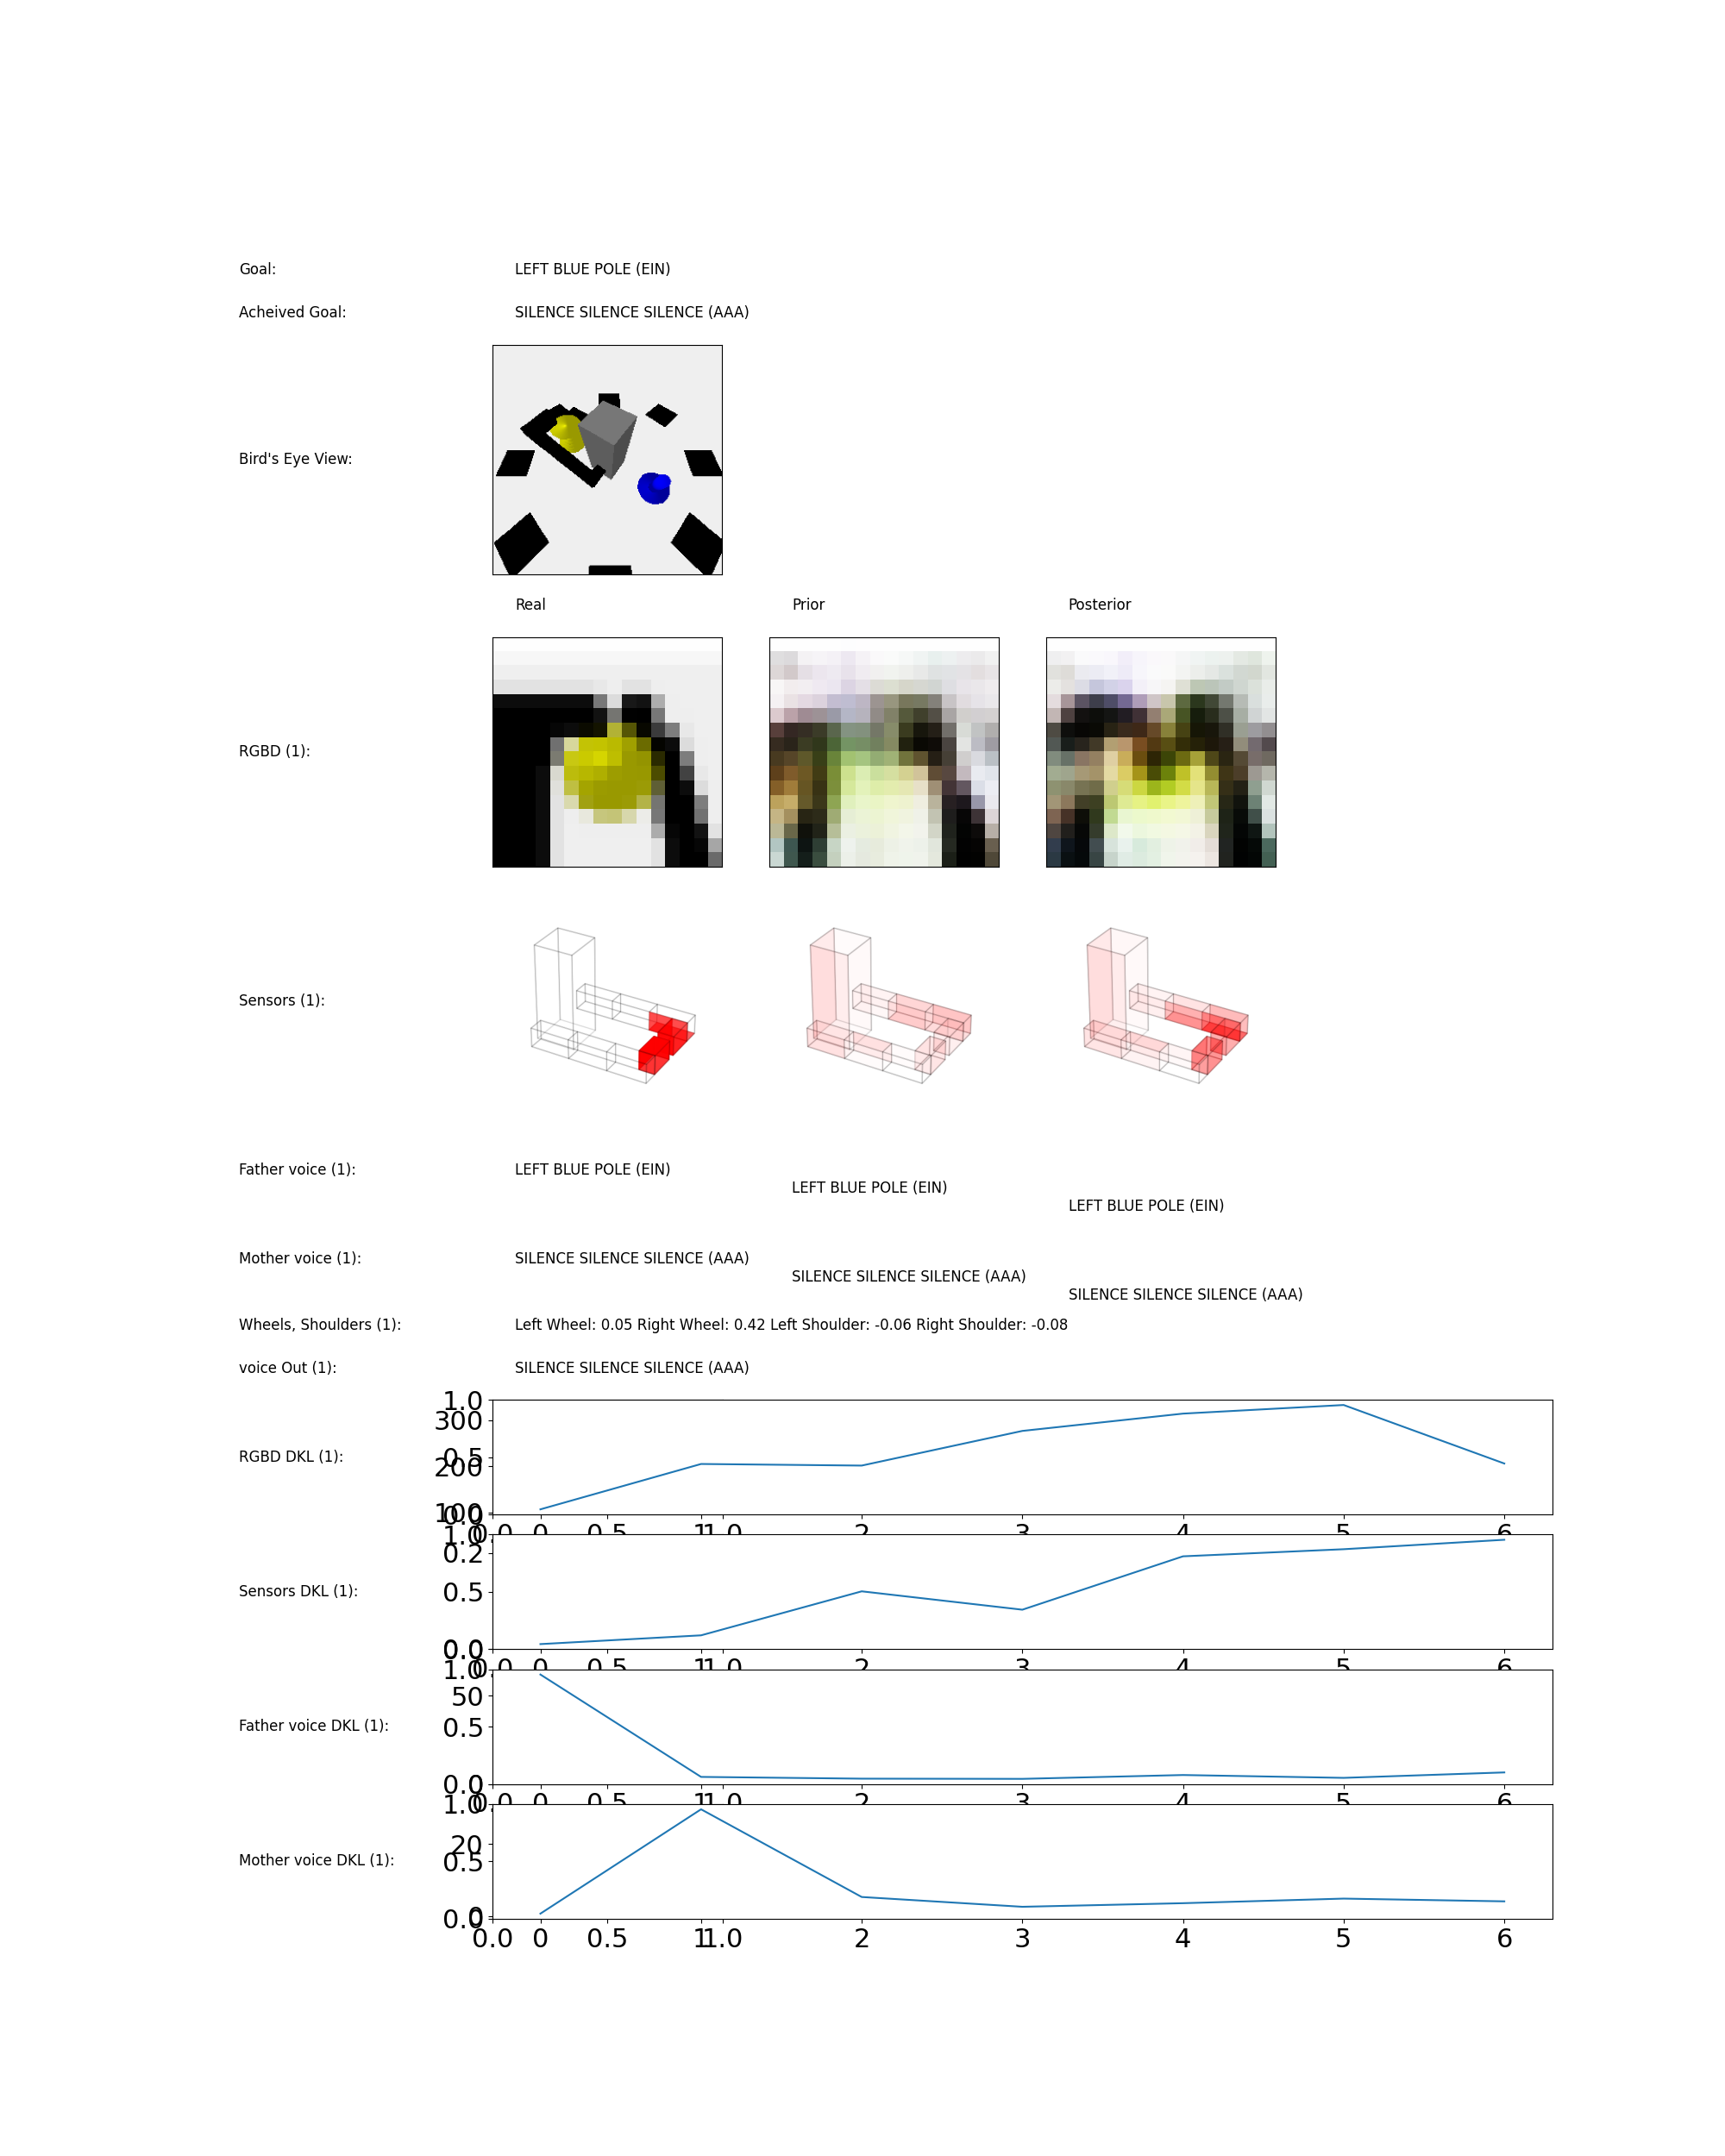 Goal: LEFT BLUE POLE (EIN)
Acheived Goal: SILENCE SILENCE SILENCE (AAA)
Bird's Eye View:
Real Prior Posterior
RGBD (1):
Sensors (1):
Father voice (1): LEFT BLUE POLE (EIN)
LEFT BLUE POLE (EIN)
LEFT BLUE POLE (EIN)
Mother voice (1): SILENCE SILENCE SILENCE (AAA)
SILENCE SILENCE SILENCE (AAA)
SILENCE SILENCE SILENCE (AAA)
Wheels, Shoulders (1): Left Wheel: 0.05 Right Wheel: 0.42 Left Shoulder: -0.06 Right Shoulder: -0.08
voice Out (1): SILENCE SILENCE SILENCE (AAA)
1.0
300
RGBD DKL (1): 0.5
200
100
0.0
0.0 0 0.5 1 1.0 2 3 4 5 6
1.0
0.2
Sensors DKL (1): 0.5
0.0
0.0
0.0 0 0.5 1 1.0 2 3 4 5 6
1.0
50
Father voice DKL (1): 0.5
0.0
0
0.0 0 0.5 1 1.0 2 3 4 5 6
1.0
20
Mother voice DKL (1): 0.5
0
0.0
0.0 0 0.5 1 1.0 2 3 4 5 6